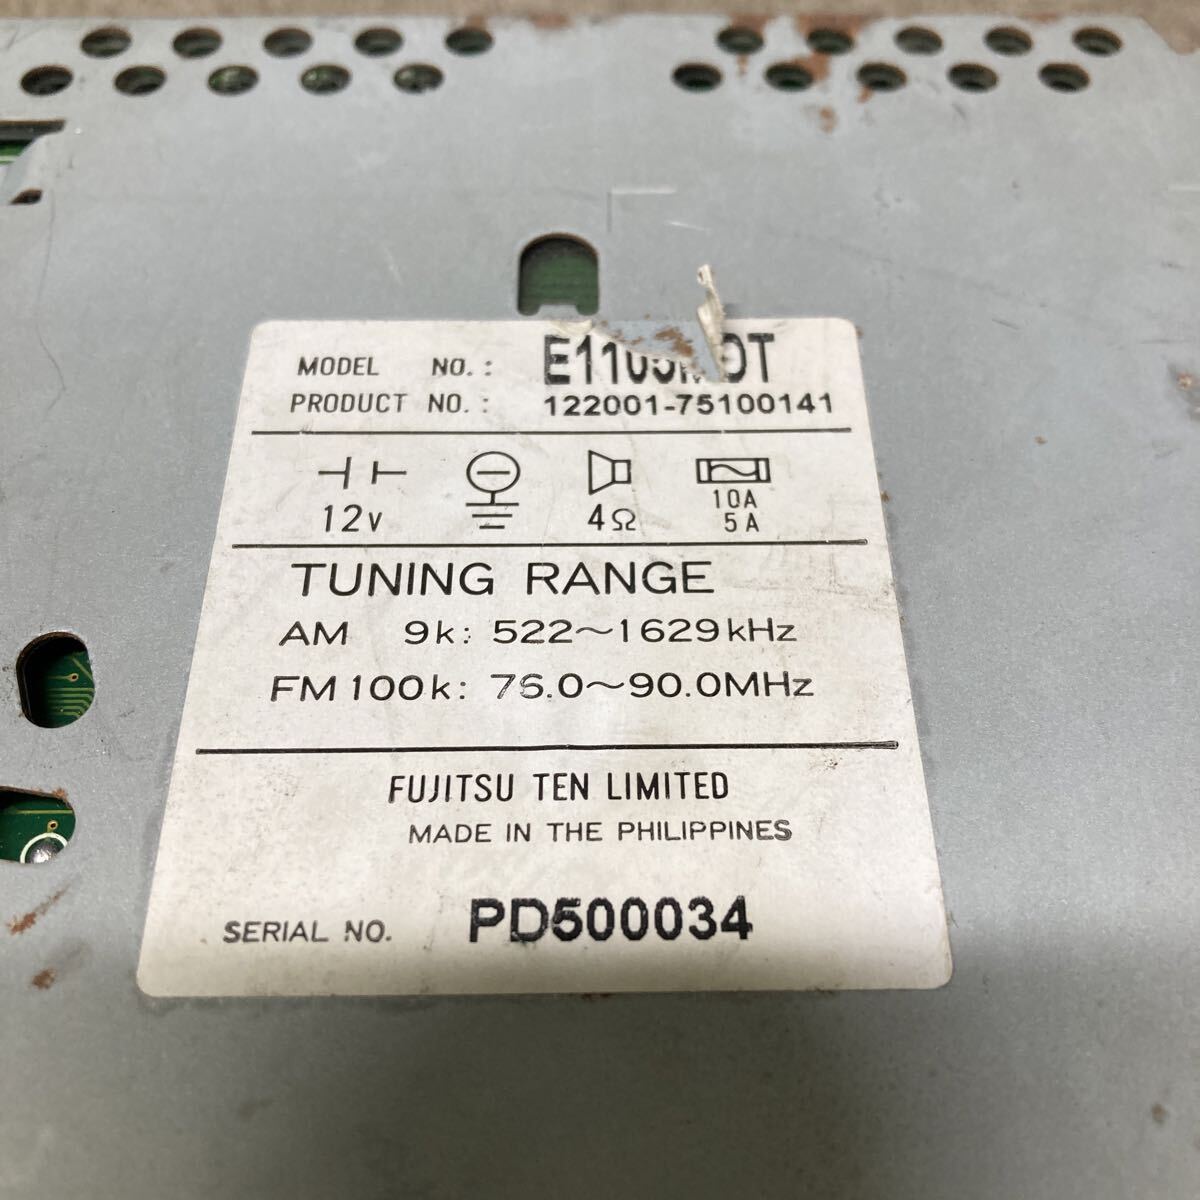 MODEL NO.:
PRODUCT NO.: 122001-75100141
12V
4Ω
10A
5A
TUNING RANGE
AM 9k: 522~1629kHz
FM 100k: 76.0~90.0MHz
FUJITSU TEN LIMITED
MADE IN THE PHILIPPINES
SERIAL NO. PD500034